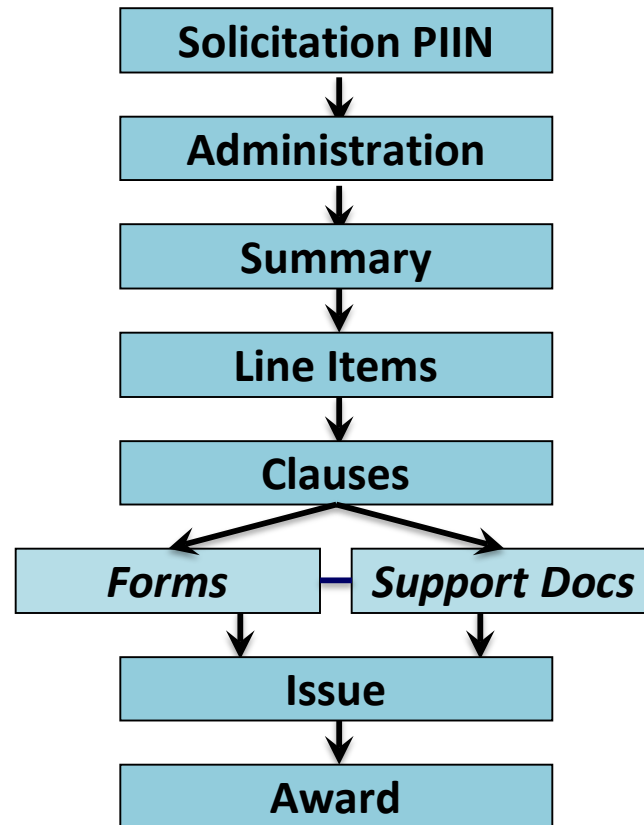 Solicitation PIIN
Administration
Summary
Line Items
Clauses
Forms
Support Docs
Issue
Award